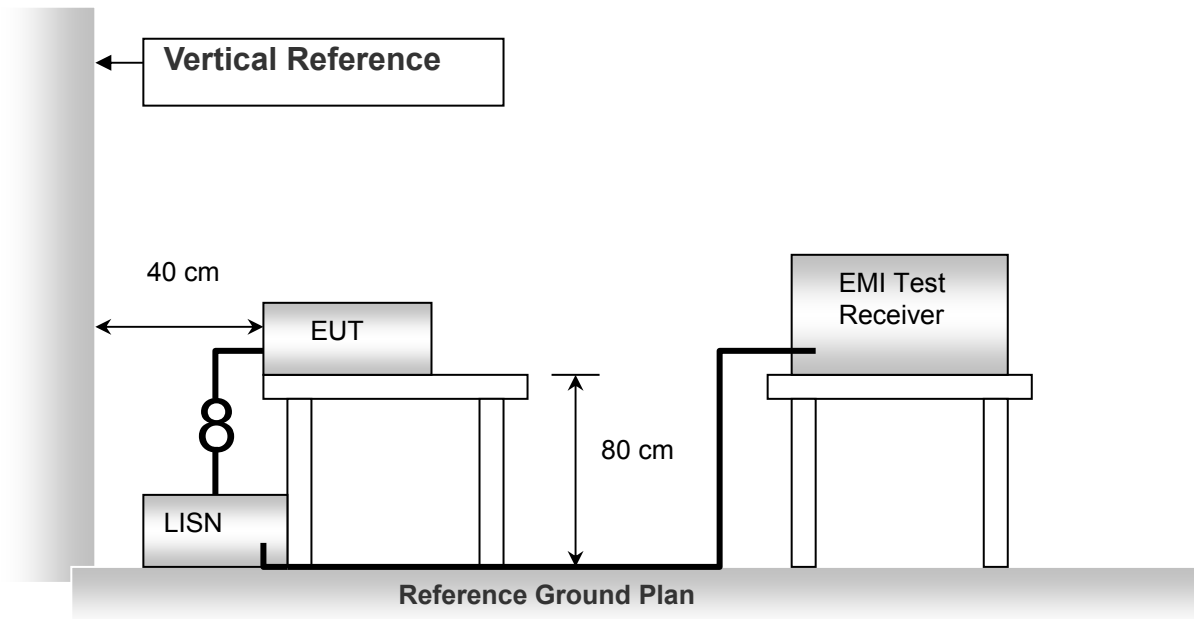 Vertical Reference
40 cm
EUT
EMI Test
Receiver
80 cm
LISN
Reference Ground Plan